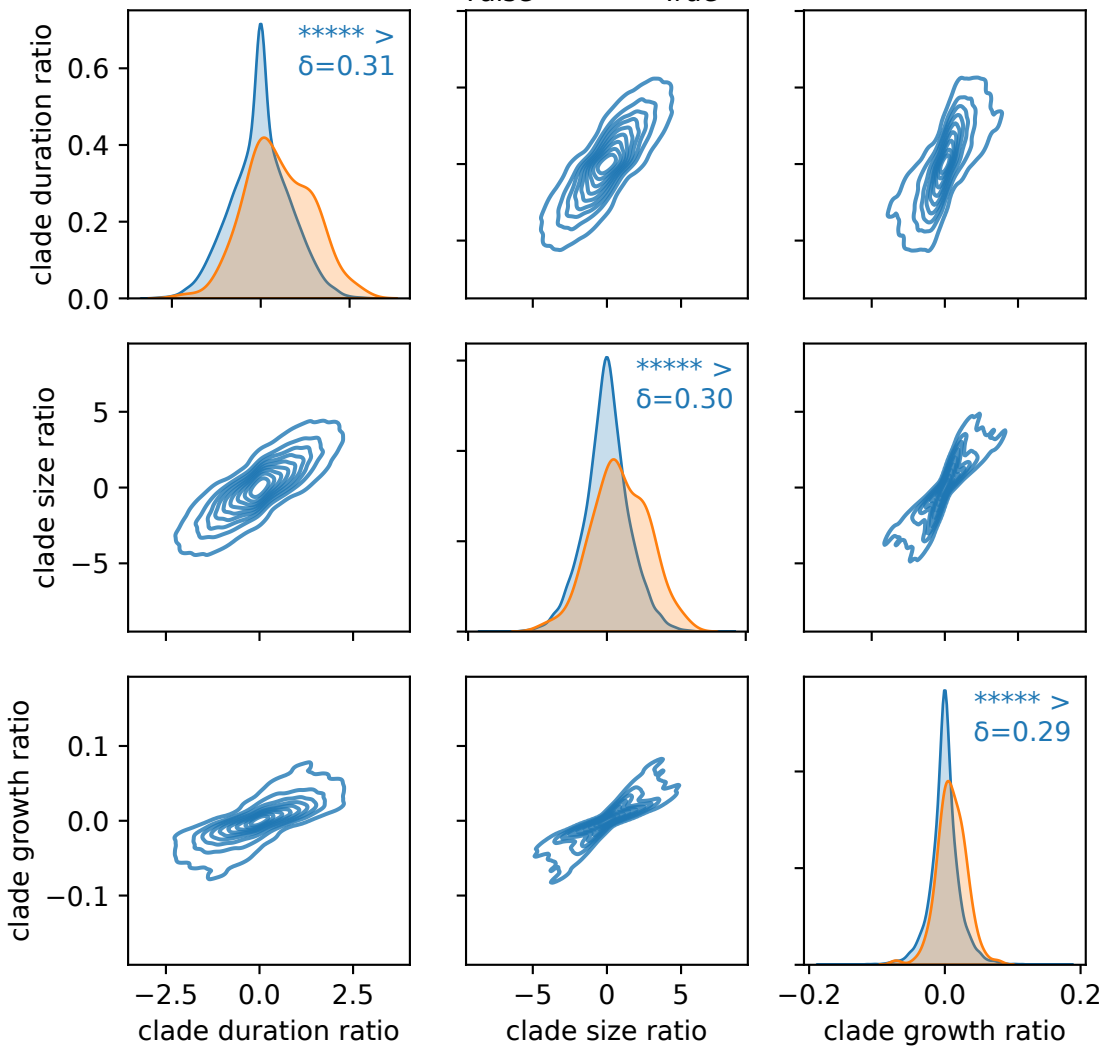 ***** >
δ=0.31
clade duration ratio
0.6
0.4
0.2
0.0
***** >
δ=0.30
clade size ratio
5
0
−5
***** >
δ=0.29
clade growth ratio
0.1
0.0
−0.1
−2.5 0.0 2.5
−5 0 5
−0.2 0.0 0.2
clade duration ratio
clade size ratio
clade growth ratio